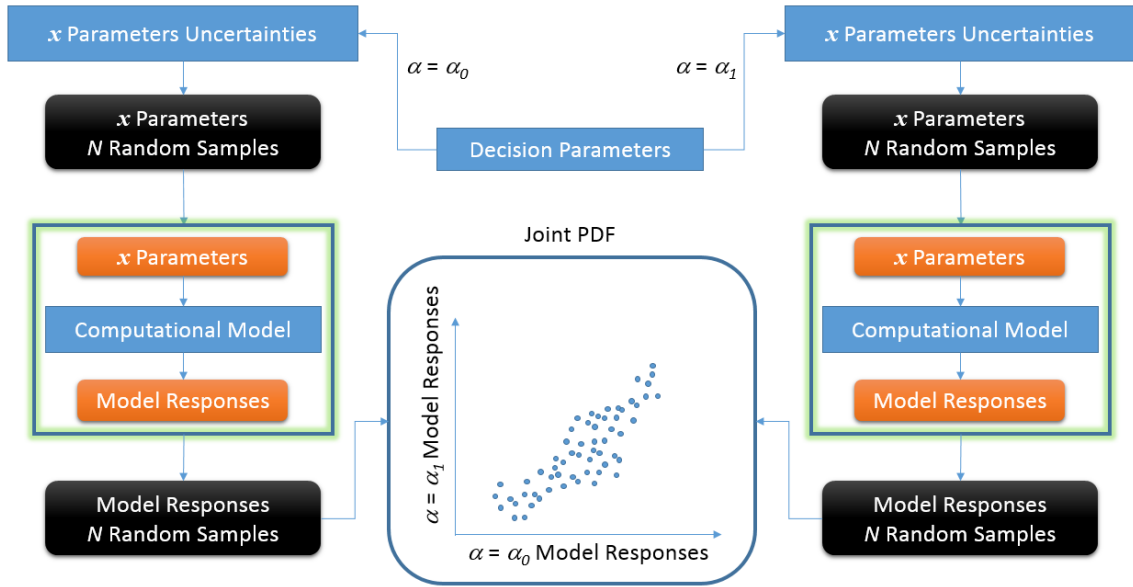 x Parameters Uncertainties
x Parameters Uncertainties
α = α0
α = α1
x Parameters
N Random Samples
Decision Parameters
x Parameters
N Random Samples
x Parameters
Computational Model
Model Responses
Joint PDF
α = α1 Model Responses
α = α0 Model Responses
x Parameters
Computational Model
Model Responses
Model Responses
N Random Samples
Model Responses
N Random Samples